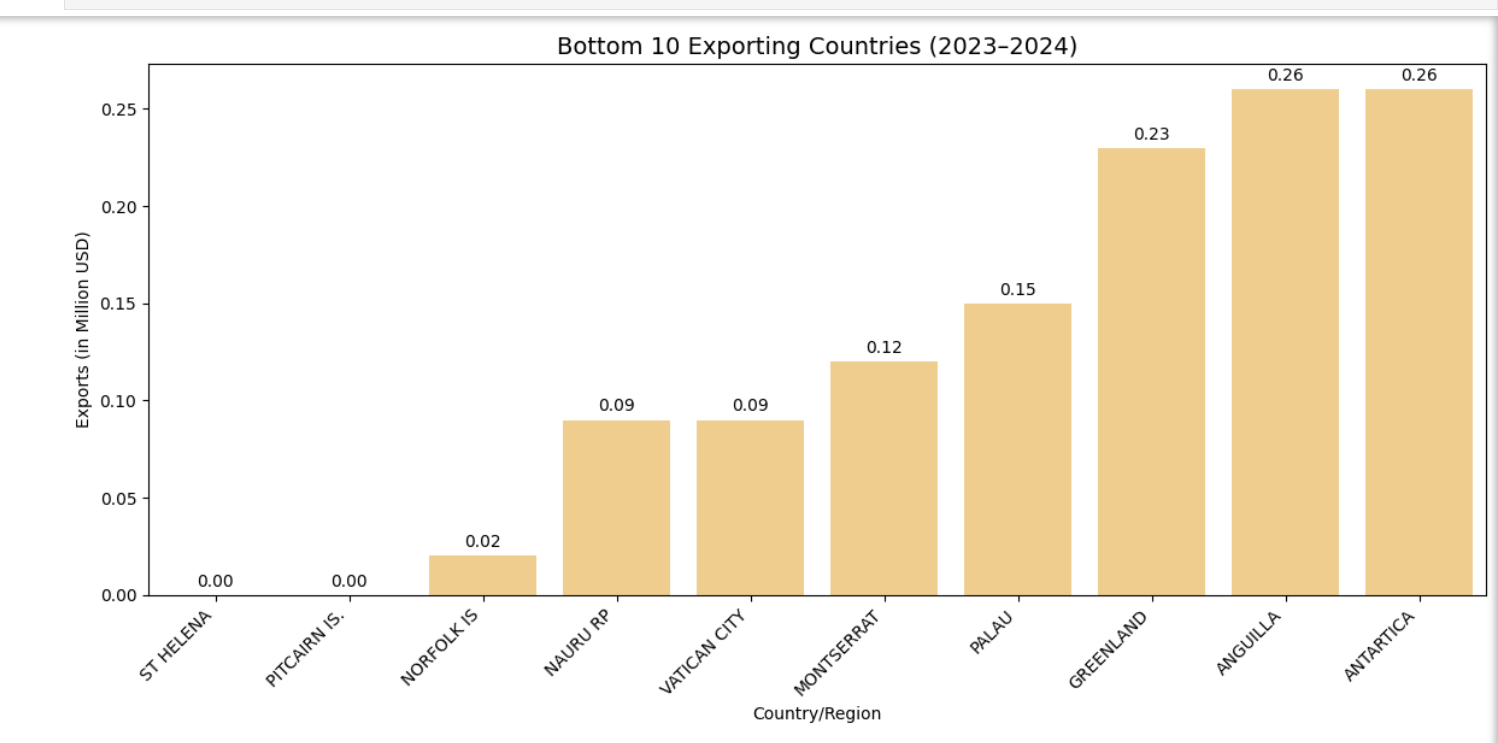 Bottom 10 Exporting Countries (2023–2024)
Exports (in Million USD)
0.25
0.20
0.15
0.10
0.05
0.00
0.00
0.00
0.02
0.09
0.09
0.12
0.15
0.23
0.26
0.26
ST HELENA
PITCAIRN IS.
NORFOLK IS
NAURU RP
VATICAN CITY
MONTSERRAT
PALAU
GREENLAND
ANGUILLA
ANTARTICA
Country/Region